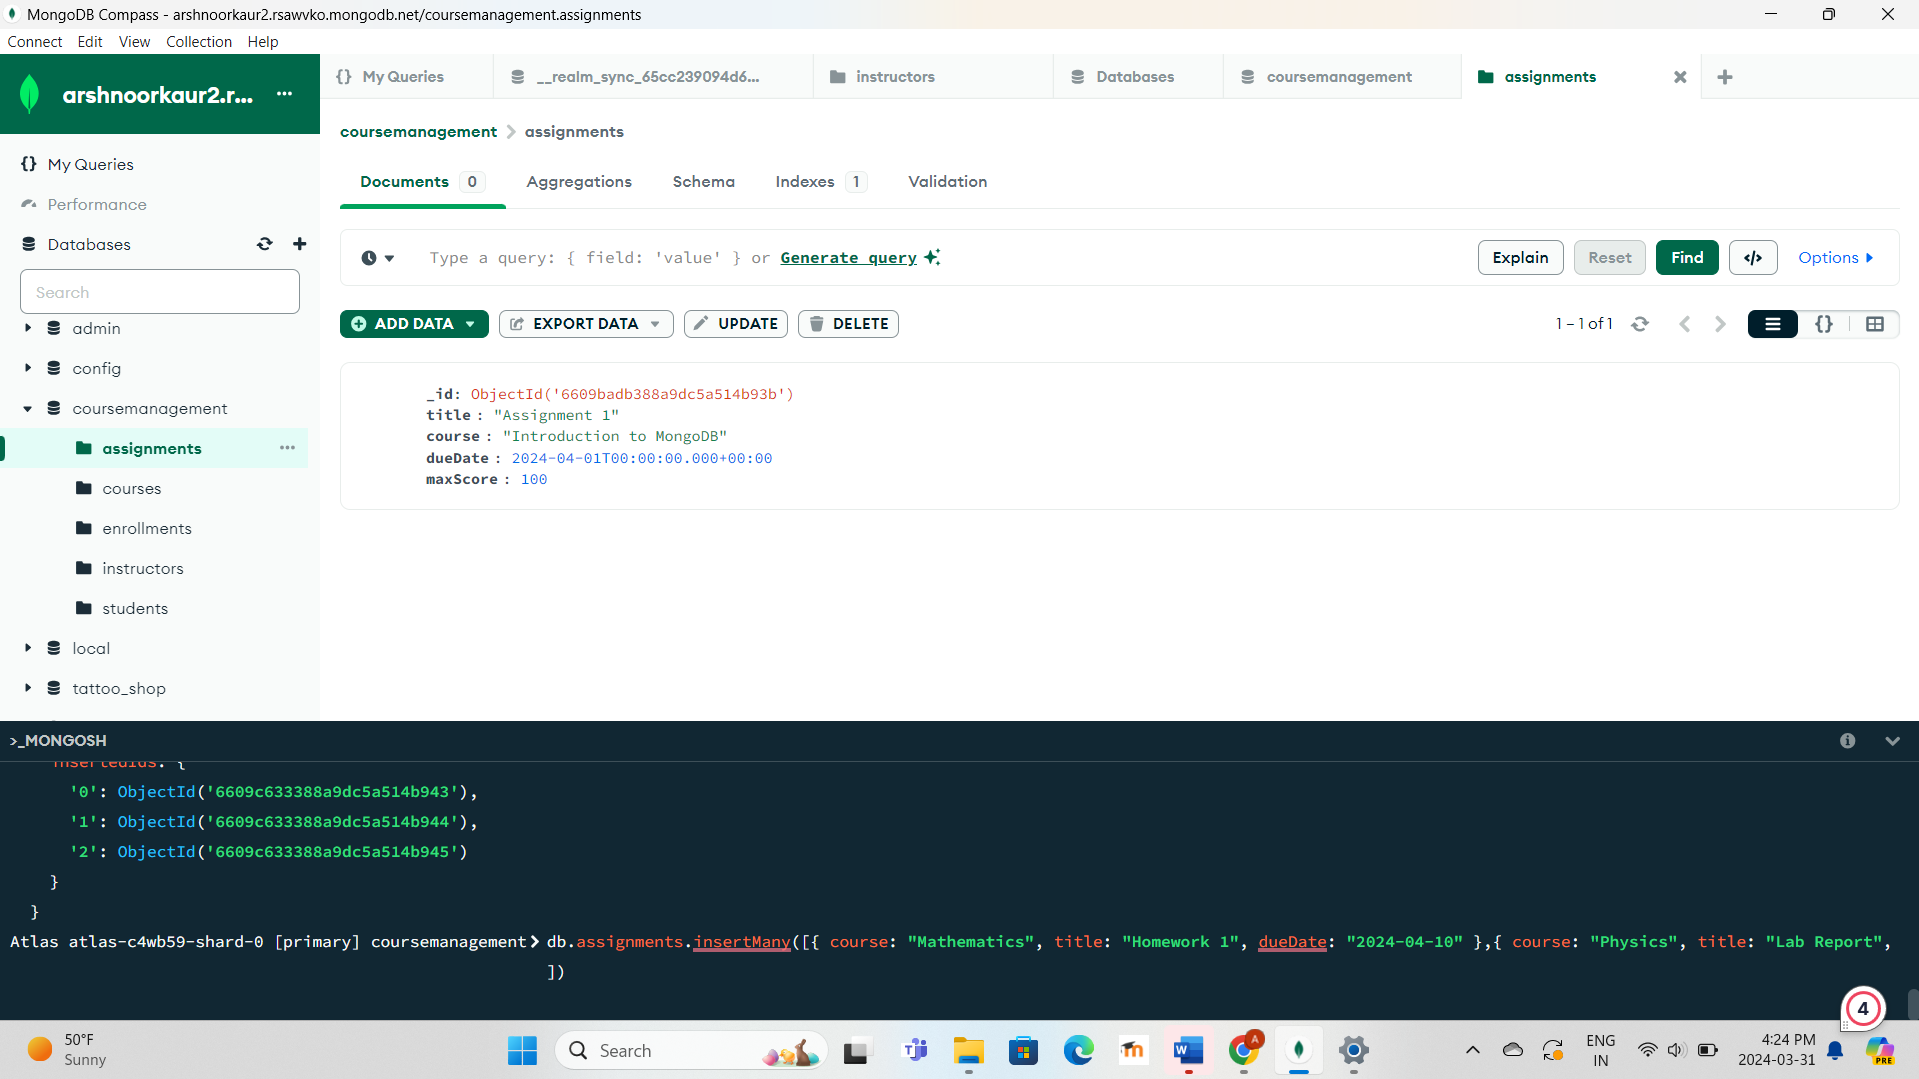 MongoDB Compass - arshnoorkaur2.rsawvko.mongodb.net/coursemanagement.assignments
Connect Edit View Collection Help
arshnoorkaur2.r...
My Queries
__realm_sync_65cc239094d6...
instructors
Databases
coursemanagement
assignments
coursemanagement > assignments
{} My Queries
Performance
Databases
Search
admin
config
coursemanagement
assignments
courses
enrollments
instructors
students
local
tattoo_shop
Documents 0
Aggregations
Schema
Indexes 1
Validation
Type a query: { field: 'value' } or Generate query
Explain Reset Find </> Options
ADD DATA EXPORT DATA UPDATE DELETE
1 – 1 of 1 {}
_id: ObjectId('6609badb388a9dc5a514b93b')
title : "Assignment 1"
course : "Introduction to MongoDB"
dueDate : 2024-04-01T00:00:00.000+00:00
maxScore : 100
>_MONGOSH
insertedIds: {
'0': ObjectId('6609c633388a9dc5a514b943'),
'1': ObjectId('6609c633388a9dc5a514b944'),
'2': ObjectId('6609c633388a9dc5a514b945')
}
}
Atlas atlas-c4wb59-shard-0 [primary] coursemanagement> db.assignments.insertMany([{ course: "Mathematics", title: "Homework 1", dueDate: "2024-04-10" },{ course: "Physics", title: "Lab Report",
])
4
50°F
Sunny
Search
A
ENG
IN
4:24 PM
2024-03-31
PRE